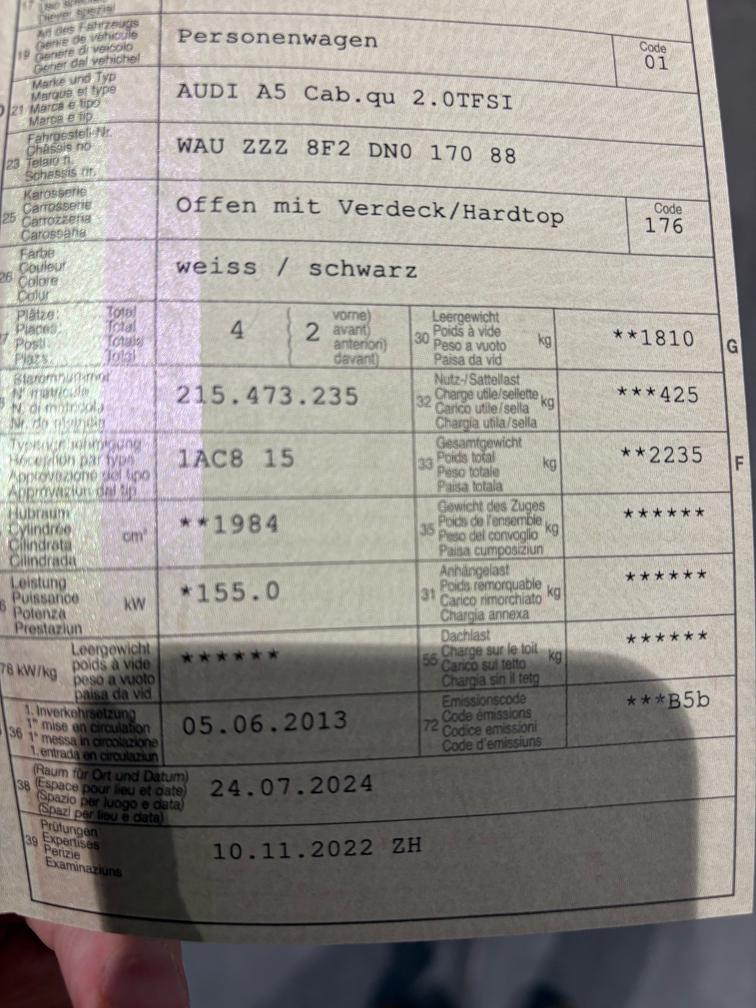 19 Art des Fahrzeugs
Genre de véhicule
Genere di veicolo
Gener dal vehichel
Personenwagen
Code
01
21 Marke und Typ
Marque et type
Marca e tipo
Marca e tip
AUDI A5 Cab.qu 2.0TFSI
23 Fahrgestell-Nr.
Châssis no
Telaio n.
Schassis nr.
WAU ZZZ 8F2 DN0 170 88
25 Karosserie
Carrosserie
Carrozzeria
Carossaria
Offen mit Verdeck/Hardtop
Code
176
26 Farbe
Couleur
Colore
Colur
weiss / schwarz
Plätze: Total
Places: Total
Posti: Totale
Plazs: Total
4
2
vorne)
avant)
anteriori)
davant)
30 Leergewicht
Poids à vide
Peso a vuoto
Paisa da vid
kg
**1810
G
Stammnummer
N° matricule
N. di matricola
215.473.235
32 Nutz-/Sattellast
Charge utile/sellette
Carico utile/sella
Chargia utila/sella
kg
***425
Typengenehmigung
Réception par type
Approvazione del tipo
Approvaziun dal tip
1AC8 15
33 Gesamtgewicht
Poids total
Peso totale
Paisa totala
kg
**2235
F
Hubraum
Cylindrée
Cilindrata
Cilindrada
cm³
**1984
35 Gewicht des Zuges
Poids de l'ensemble
Peso del convoglio
Paisa cumposiziun
kg
******
Leistung
Puissance
Potenza
Prestaziun
kW
*155.0
31 Anhängelast
Poids remorquable
Carico rimorchiato
Chargia annexa
kg
******
78 kW/kg
Leergewicht
poids à vide
peso a vuoto
paisa da vid
******
55 Dachlast
Charge sur le toit
Carico sul tetto
Chargia sin il tetg
kg
******
36 1. Inverkehrsetzung
1re mise en circulation
1a messa in circolazione
1. entrada en circulaziun
05.06.2013
72 Emissionscode
Code émissions
Codice emissioni
Code d'emissiuns
***B5b
38 (Raum für Ort und Datum)
(Espace pour lieu et date)
(Spazio per luogo e data)
(Spazi per lieu e data)
24.07.2024
39 Prüfungen
Expertises
Perizie
Examinaziuns
10.11.2022 ZH